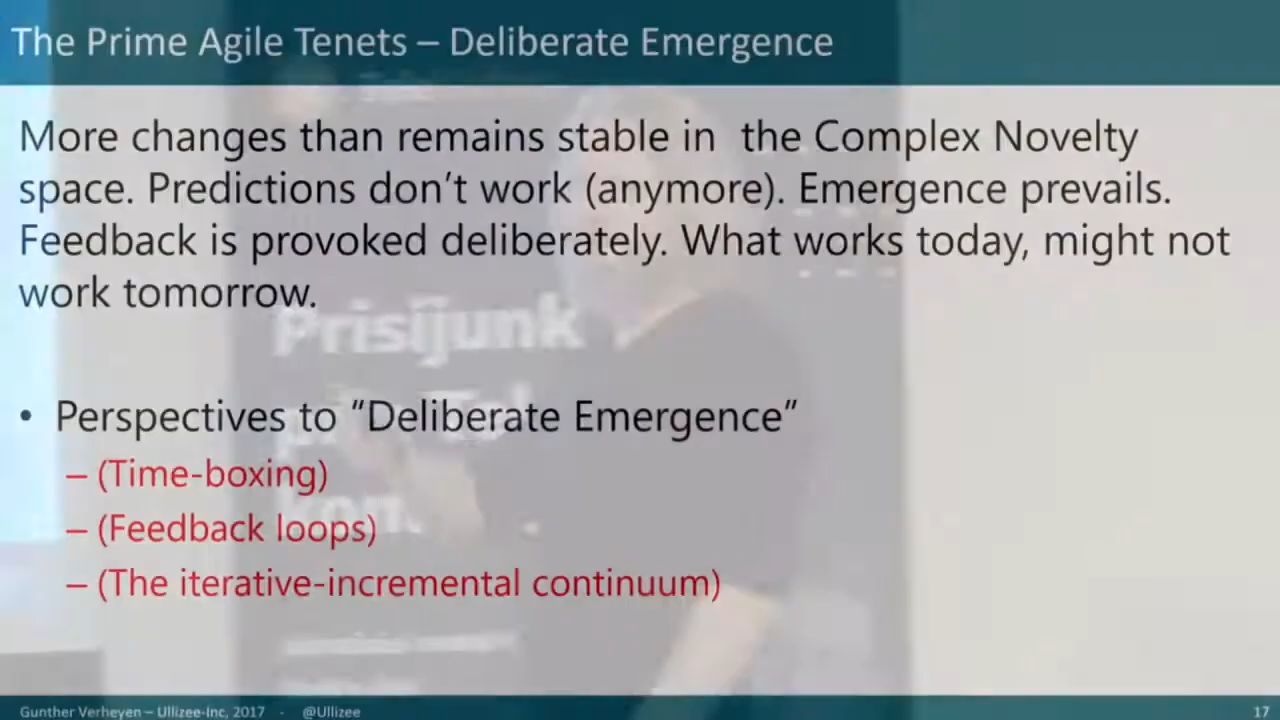 The Prime Agile Tenets – Deliberate Emergence
More changes than remains stable in the Complex Novelty
space. Predictions don’t work (anymore). Emergence prevails.
Feedback is provoked deliberately. What works today, might not
work tomorrow.
Prisijunk
• Perspectives to “Deliberate Emergence”
– (Time-boxing)
– (Feedback loops)
– (The iterative-incremental continuum)
Gunther Verheyen – Ullizee-Inc, 2017 - @Ullizee
17